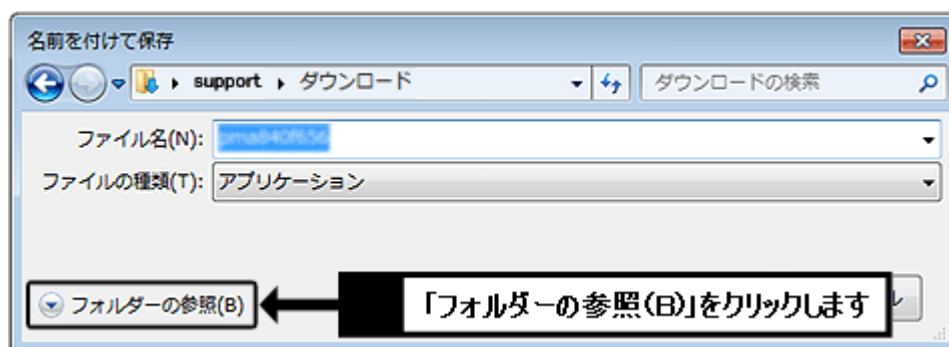 名前を付けて保存
support ダウンロード ダウンロードの検索
ファイル名(N):
ファイルの種類(T): アプリケーション
フォルダーの参照(B) 「フォルダーの参照(B)」をクリックします